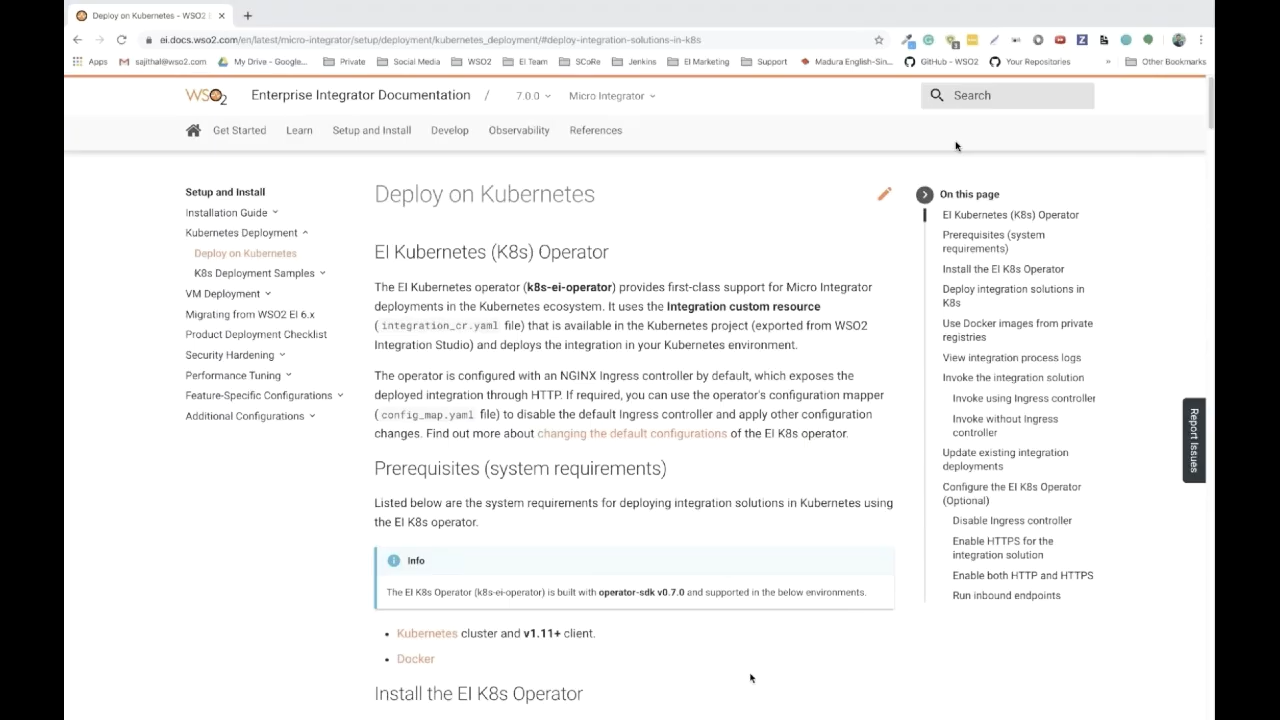 Deploy on Kubernetes - WSO2
ei.docs.wso2.com/en/latest/micro-integrator/setup/deployment/kubernetes_deployment/#deploy-integration-solutions-in-k8s
Apps sajithal@wso2.com My Drive - Google... Private Social Media WSO2 EI Team SCoRe Jenkins EI Marketing Support Madura English-Sin... GitHub - WSO2 Your Repositories » Other Bookmarks
WSO2 Enterprise Integrator Documentation / 7.0.0 Micro Integrator Search
Get Started Learn Setup and Install Develop Observability References
Setup and Install
Installation Guide
Kubernetes Deployment
Deploy on Kubernetes
K8s Deployment Samples
VM Deployment
Migrating from WSO2 EI 6.x
Product Deployment Checklist
Security Hardening
Performance Tuning
Feature-Specific Configurations
Additional Configurations
Deploy on Kubernetes
EI Kubernetes (K8s) Operator
The EI Kubernetes operator (k8s-ei-operator) provides first-class support for Micro Integrator
deployments in the Kubernetes ecosystem. It uses the Integration custom resource
(integration_cr.yaml file) that is available in the Kubernetes project (exported from WSO2
Integration Studio) and deploys the integration in your Kubernetes environment.
The operator is configured with an NGINX Ingress controller by default, which exposes the
deployed integration through HTTP. If required, you can use the operator's configuration mapper
(config_map.yaml file) to disable the default Ingress controller and apply other configuration
changes. Find out more about changing the default configurations of the EI K8s operator.
Prerequisites (system requirements)
Listed below are the system requirements for deploying integration solutions in Kubernetes using
the EI K8s operator.
Info
The EI K8s Operator (k8s-ei-operator) is built with operator-sdk v0.7.0 and supported in the below environments.
Kubernetes cluster and v1.11+ client.
Docker
Install the EI K8s Operator
On this page
EI Kubernetes (K8s) Operator
Prerequisites (system
requirements)
Install the EI K8s Operator
Deploy integration solutions in
K8s
Use Docker images from private
registries
View integration process logs
Invoke the integration solution
Invoke using Ingress controller
Invoke without Ingress
controller
Update existing integration
deployments
Configure the EI K8s Operator
(Optional)
Disable Ingress controller
Enable HTTPS for the
integration solution
Enable both HTTP and HTTPS
Run inbound endpoints
Report Issues